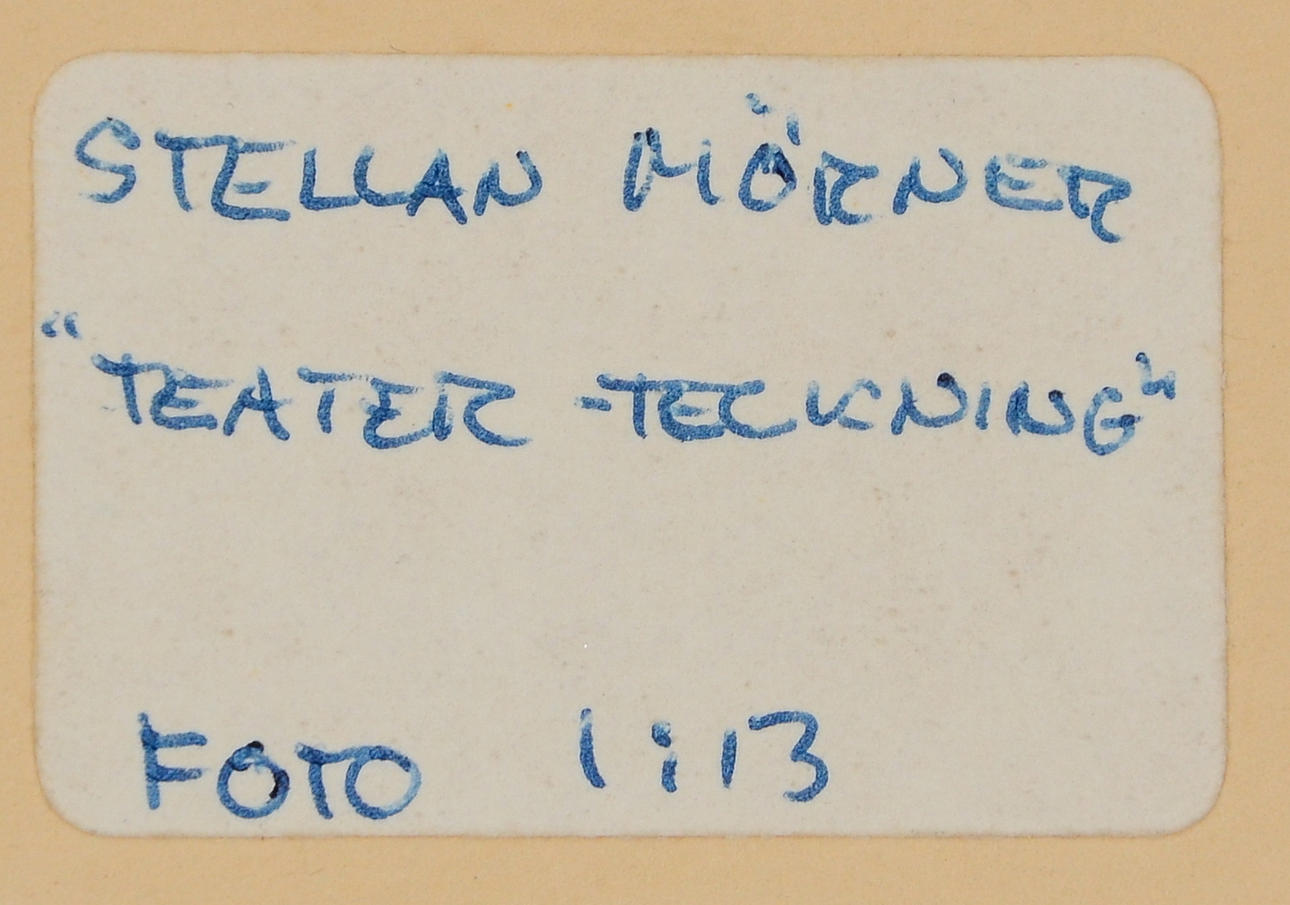 STELLAN MÖRNER
"TEATER -TECKNING"
FOTO 1:13